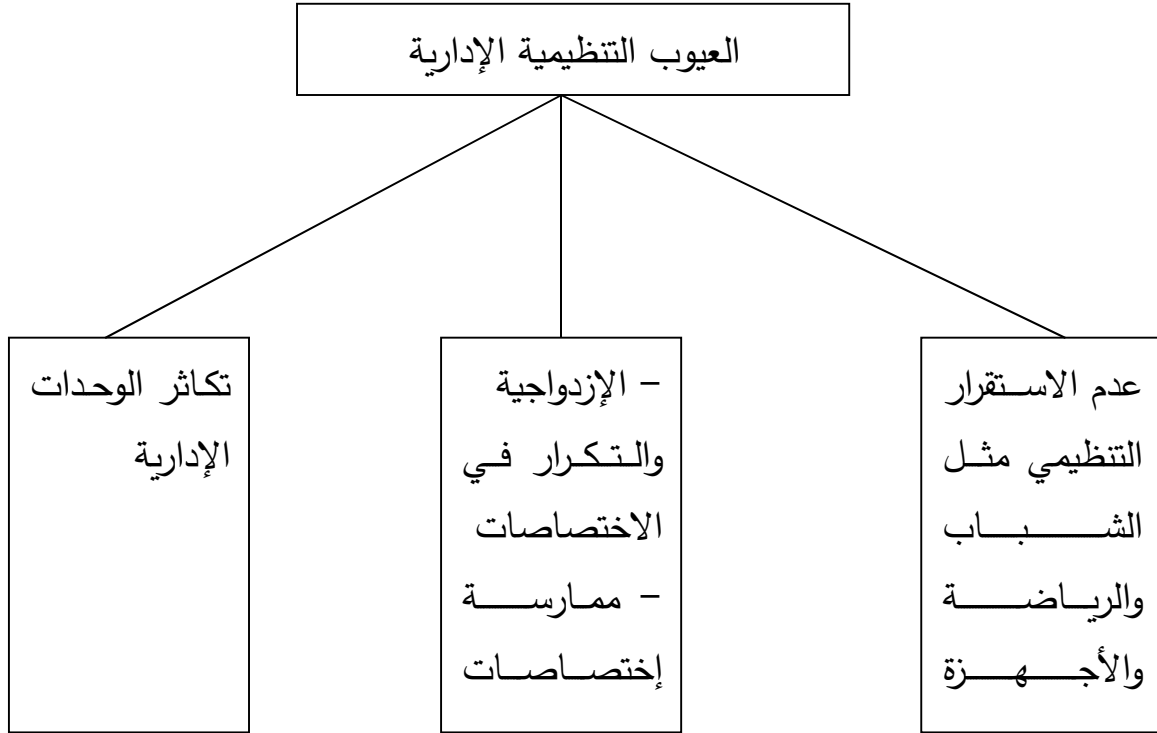 العيوب التنظيمية الإدارية
عدم الاستقرار
التنظيمي مثل
الشباب
والرياضة
والأجهزة
– الإزدواجية
والتكرار في
الاختصاصات
– ممارسة
إختصاصات
تكاثر الوحدات
الإدارية